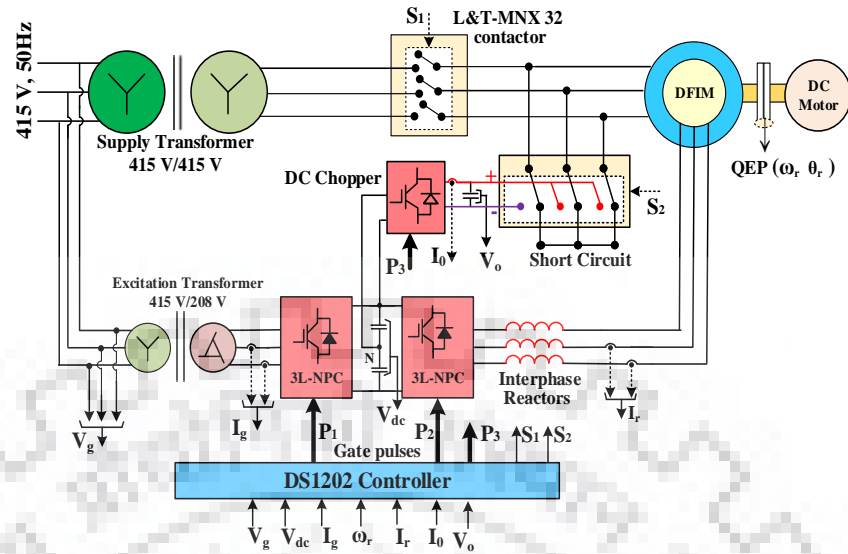 S1
L&T-MNX 32
contactor
415 V, 50Hz
Supply Transformer
415 V/415 V
DFIM
DC
Motor
QEP (ωr θr)
DC Chopper
+
-
S2
P3
I0
Vo
Short Circuit
Excitation Transformer
415 V/208 V
N
3L-NPC
3L-NPC
Interphase
Reactors
Vg
Ig
P1
Vdc
P2
P3
S1
S2
Ir
Gate pulses
DS1202 Controller
Vg
Vdc
Ig
ωr
Ir
I0
Vo